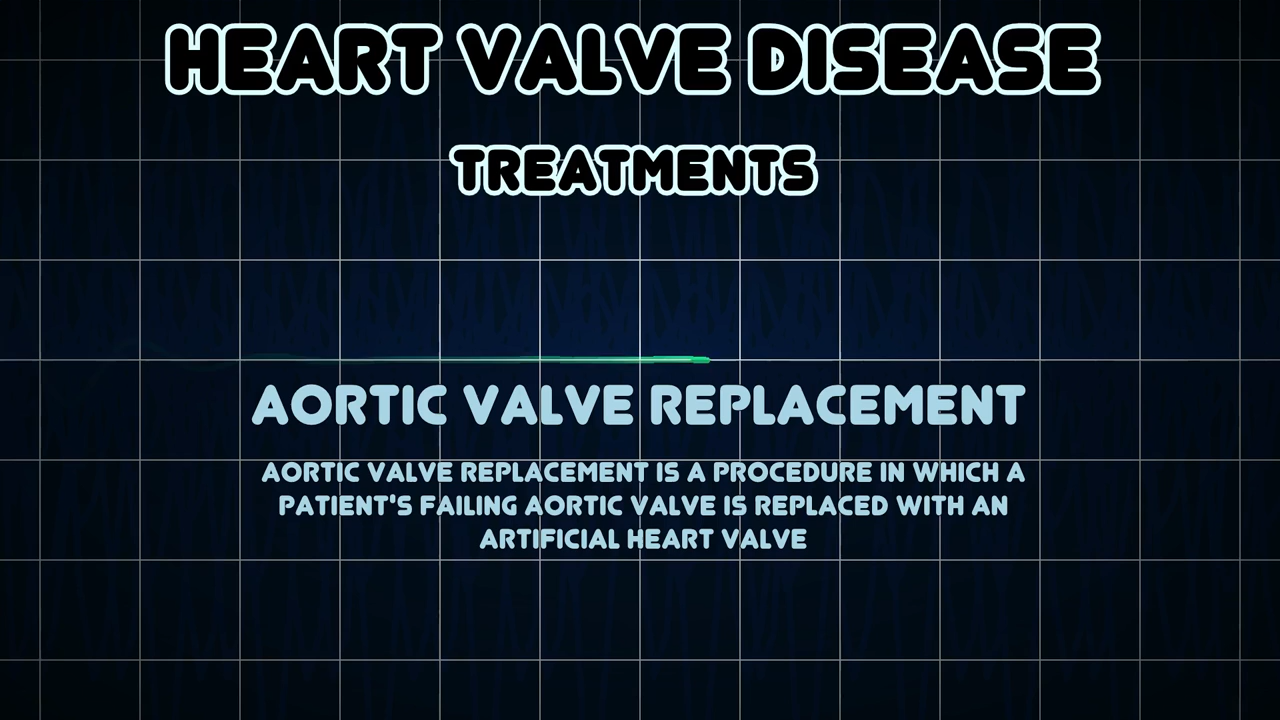 HEART VALVE DISEASE
TREATMENTS
AORTIC VALVE REPLACEMENT
AORTIC VALVE REPLACEMENT IS A PROCEDURE IN WHICH A
PATIENT'S FAILING AORTIC VALVE IS REPLACED WITH AN
ARTIFICIAL HEART VALVE